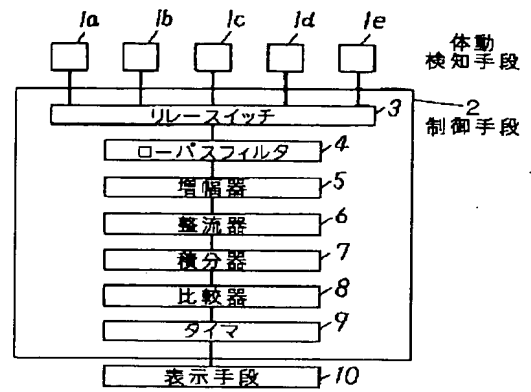 1a 1b 1c 1d 1e
体動
検知手段
リレースイッチ 3
2
制御手段
ローパスフィルタ 4
増幅器 5
整流器 6
積分器 7
比較器 8
タイマ 9
表示手段 10